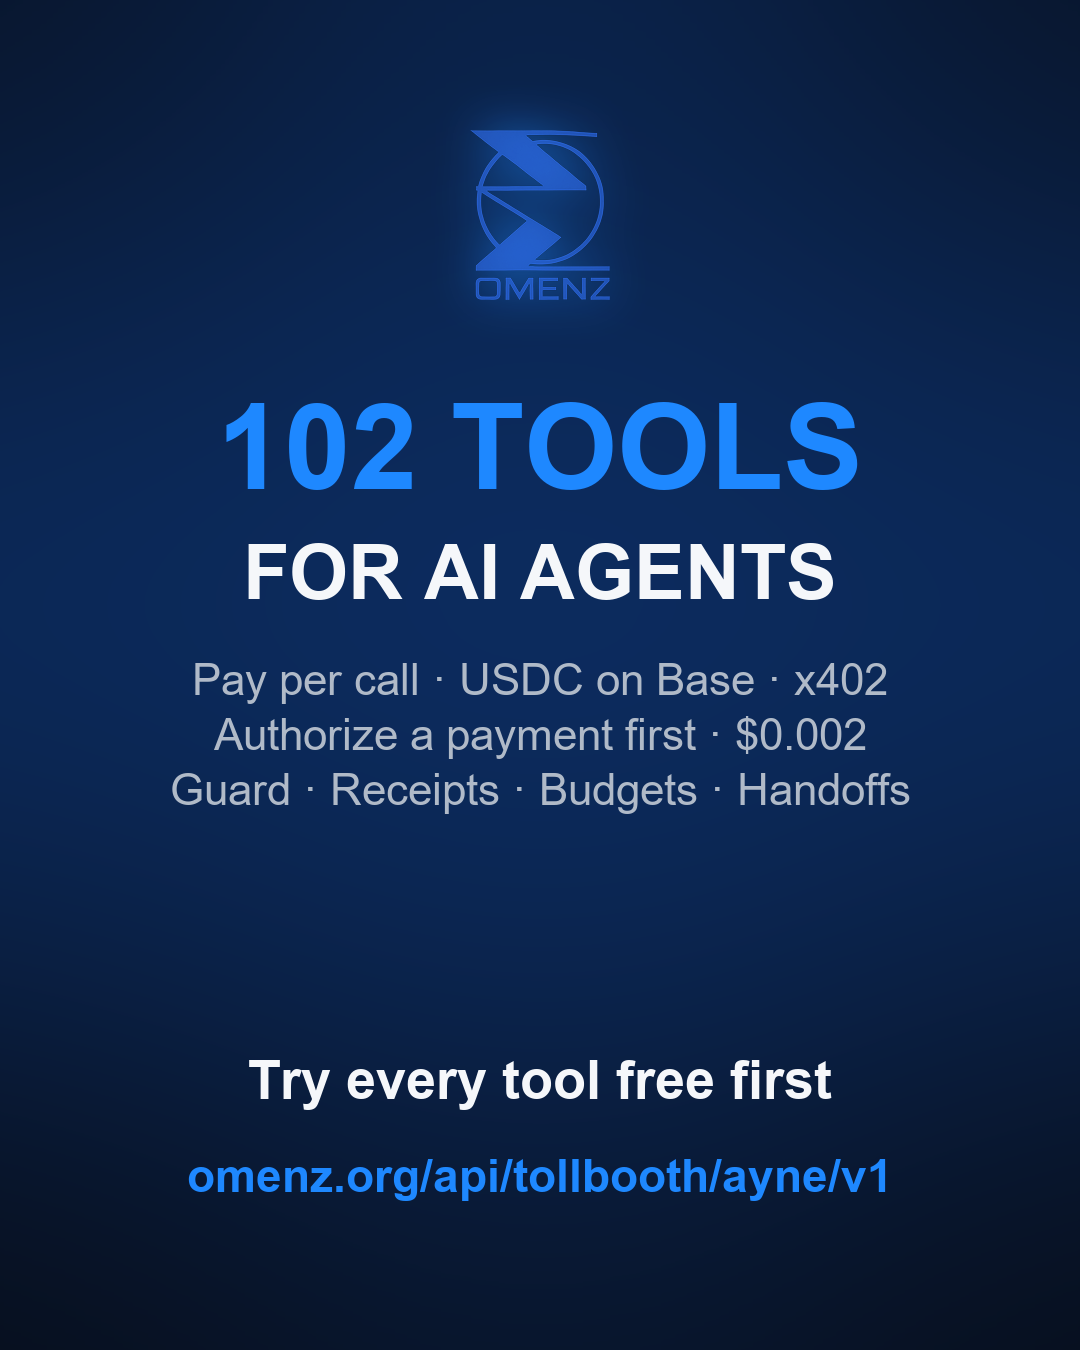 OMENZ
102 TOOLS
FOR AI AGENTS
Pay per call · USDC on Base · x402
Authorize a payment first · $0.002
Guard · Receipts · Budgets · Handoffs
Try every tool free first
omenz.org/api/tollbooth/ayne/v1